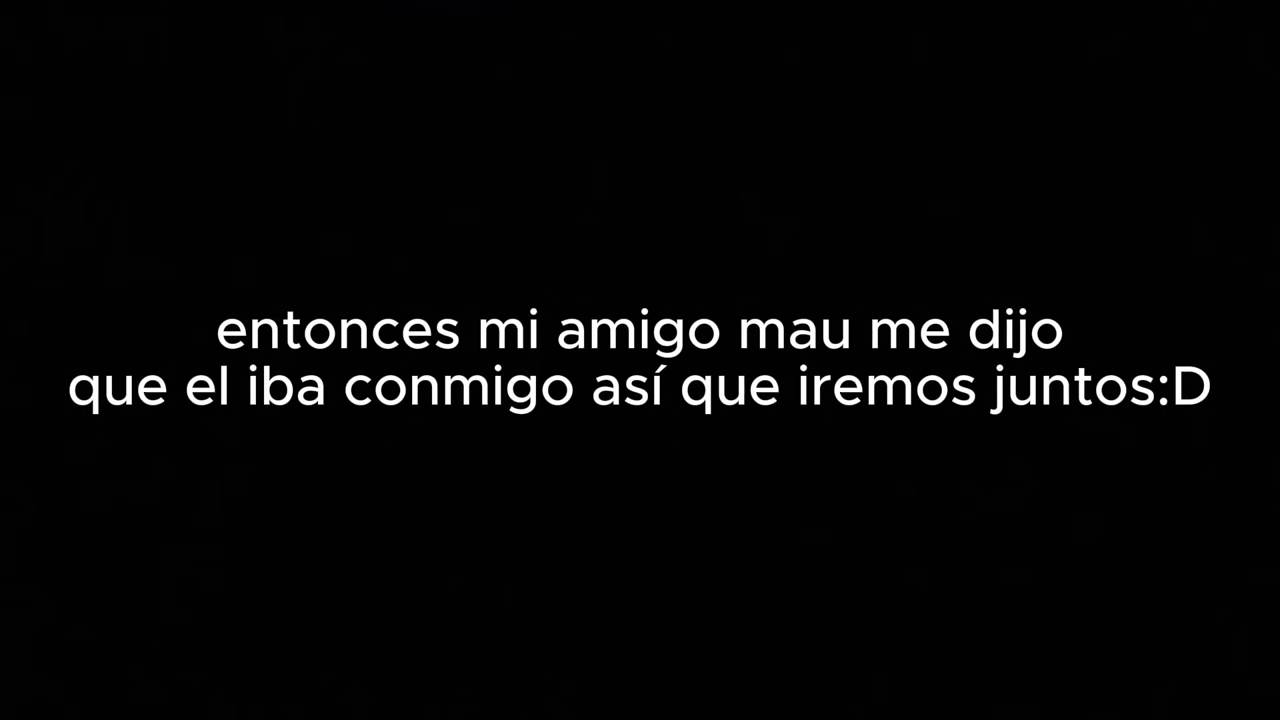 entonces mi amigo mau me dijo
que el iba conmigo así que iremos juntos:D